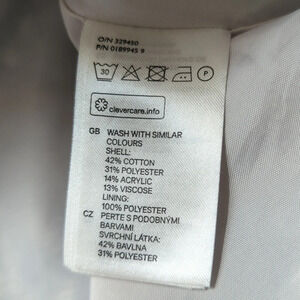 O/N 329450
P/N 0189945 9
30 P
clevercare.info
GB WASH WITH SIMILAR
COLOURS
SHELL:
42% COTTON
31% POLYESTER
14% ACRYLIC
13% VISCOSE
LINING:
100% POLYESTER
CZ PERTE S PODOBNÝMI
BARVAMI
SVRCHNÍ LÁTKA:
42% BAVLNA
31% POLYESTER